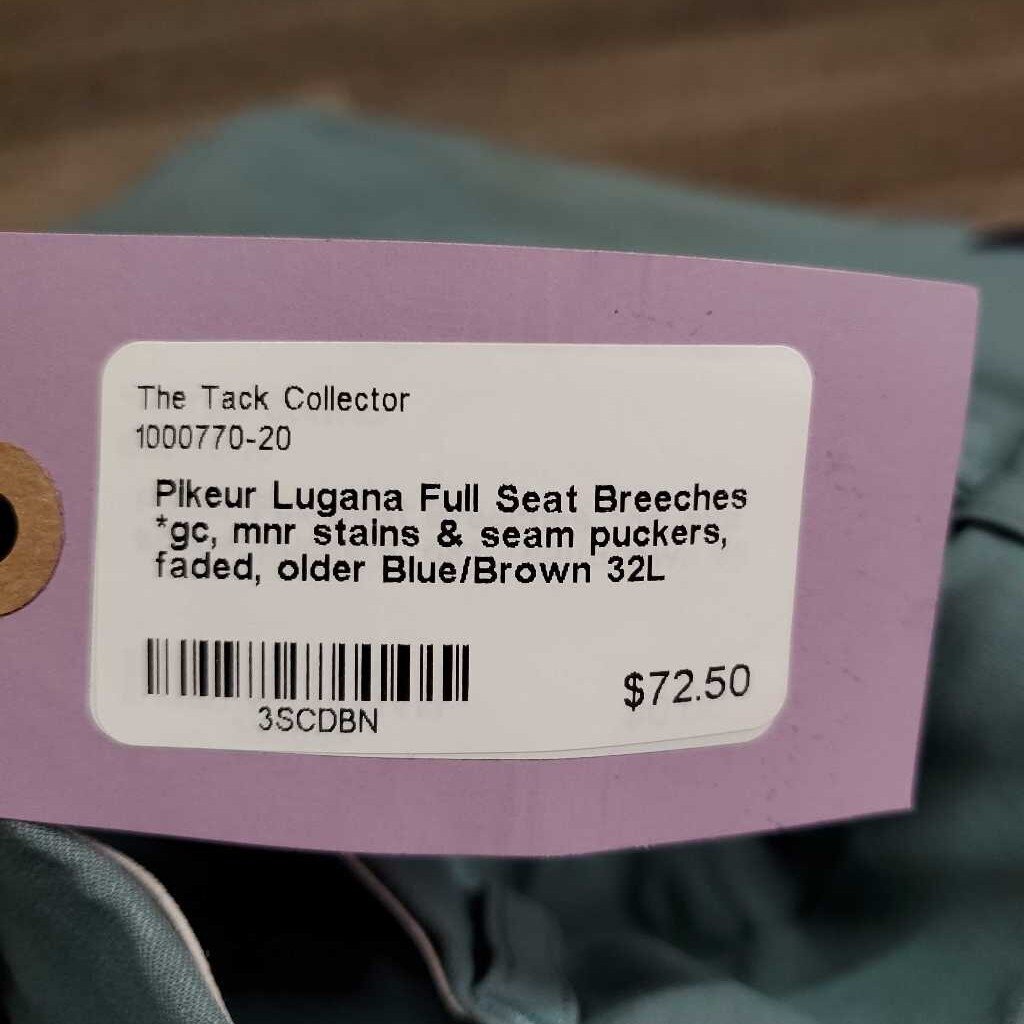 The Tack Collector
1000770-20
Pikeur Lugana Full Seat Breeches
*gc, mnr stains & seam puckers,
faded, older Blue/Brown 32L
3SCDBN
$72.50